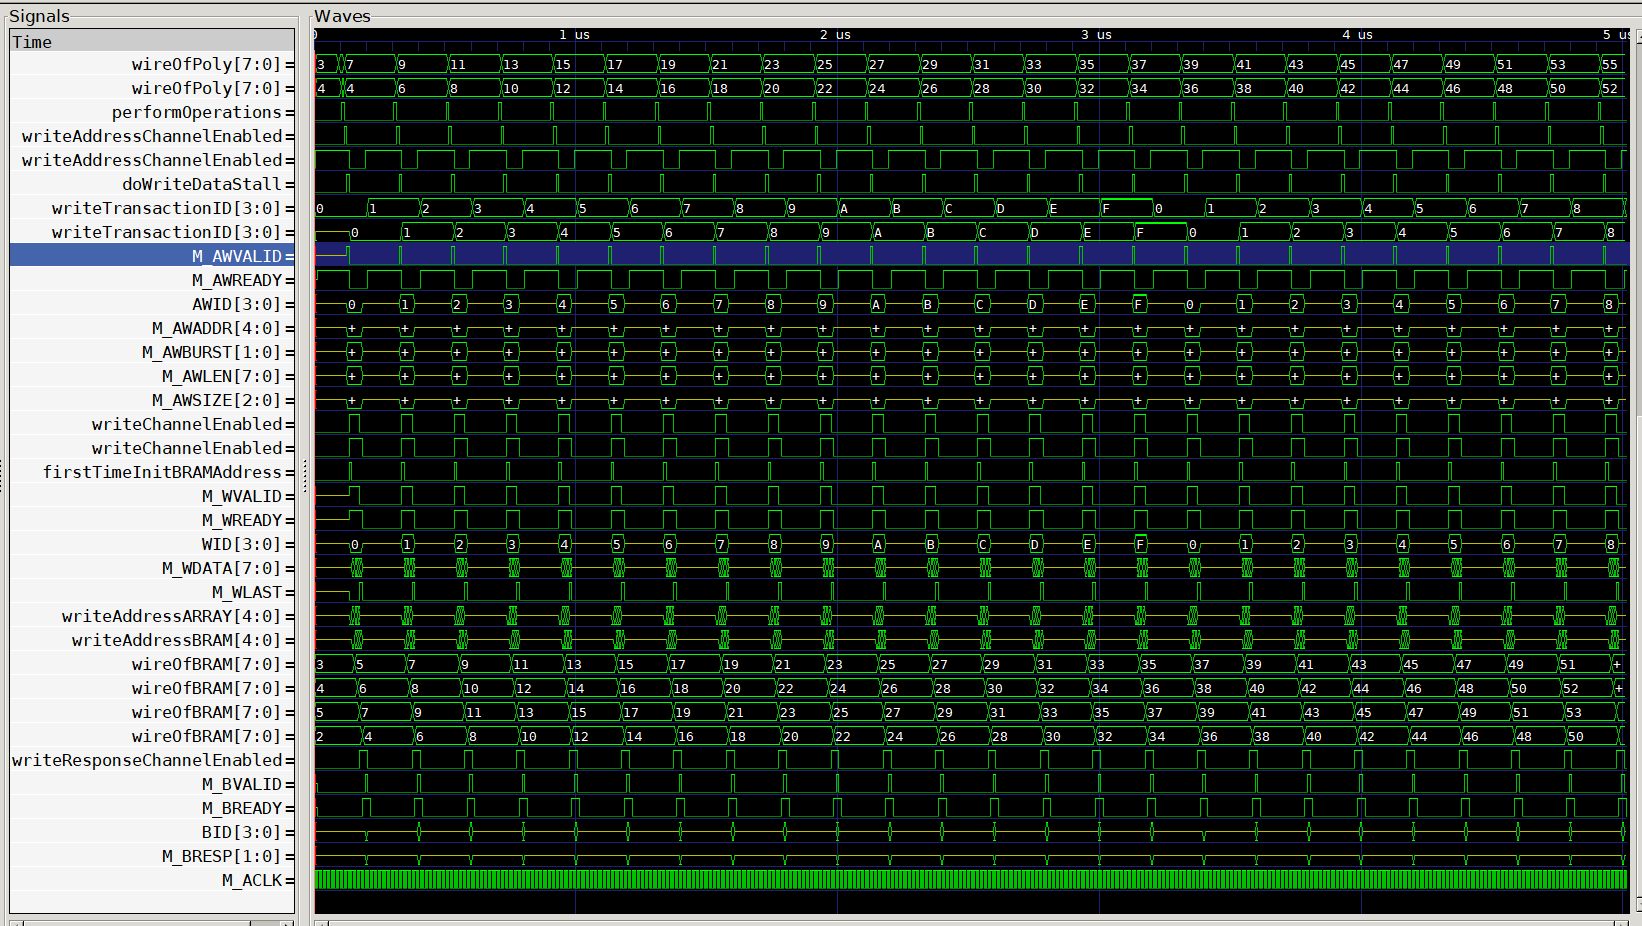 Signals Waves
Time
0 1 us 2 us 3 us 4 us 5 us
wireOfPoly[7:0]= 3 7 9 11 13 15 17 19 21 23 25 27 29 31 33 35 37 39 41 43 45 47 49 51 53 55
wireOfPoly[7:0]= 4 4 6 8 10 12 14 16 18 20 22 24 26 28 30 32 34 36 38 40 42 44 46 48 50 52
performOperations=
writeAddressChannelEnabled=
writeAddressChannelEnabled=
doWriteDataStall=
writeTransactionID[3:0]= 0 1 2 3 4 5 6 7 8 9 A B C D E F 0 1 2 3 4 5 6 7 8
writeTransactionID[3:0]= 0 1 2 3 4 5 6 7 8 9 A B C D E F 0 1 2 3 4 5 6 7 8
M_AWVALID=
M_AWREADY=
AWID[3:0]= 0 1 2 3 4 5 6 7 8 9 A B C D E F 0 1 2 3 4 5 6 7 8
M_AWADDR[4:0]= + + + + + + + + + + + + + + + + + + + + + + + + +
M_AWBURST[1:0]= + + + + + + + + + + + + + + + + + + + + + + + + +
M_AWLEN[7:0]= + + + + + + + + + + + + + + + + + + + + + + + + +
M_AWSIZE[2:0]= + + + + + + + + + + + + + + + + + + + + + + + + +
writeChannelEnabled=
writeChannelEnabled=
firstTimeInitBRAMAddress=
M_WVALID=
M_WREADY=
WID[3:0]= 0 1 2 3 4 5 6 7 8 9 A B C D E F 0 1 2 3 4 5 6 7 8
M_WDATA[7:0]=
M_WLAST=
writeAddressARRAY[4:0]=
writeAddressBRAM[4:0]=
wireOfBRAM[7:0]= 3 5 7 9 11 13 15 17 19 21 23 25 27 29 31 33 35 37 39 41 43 45 47 49 51 +
wireOfBRAM[7:0]= 4 6 8 10 12 14 16 18 20 22 24 26 28 30 32 34 36 38 40 42 44 46 48 50 52 +
wireOfBRAM[7:0]= 5 7 9 11 13 15 17 19 21 23 25 27 29 31 33 35 37 39 41 43 45 47 49 51 53
wireOfBRAM[7:0]= 2 4 6 8 10 12 14 16 18 20 22 24 26 28 30 32 34 36 38 40 42 44 46 48 50
writeResponseChannelEnabled=
M_BVALID=
M_BREADY=
BID[3:0]=
M_BRESP[1:0]=
M_ACLK=